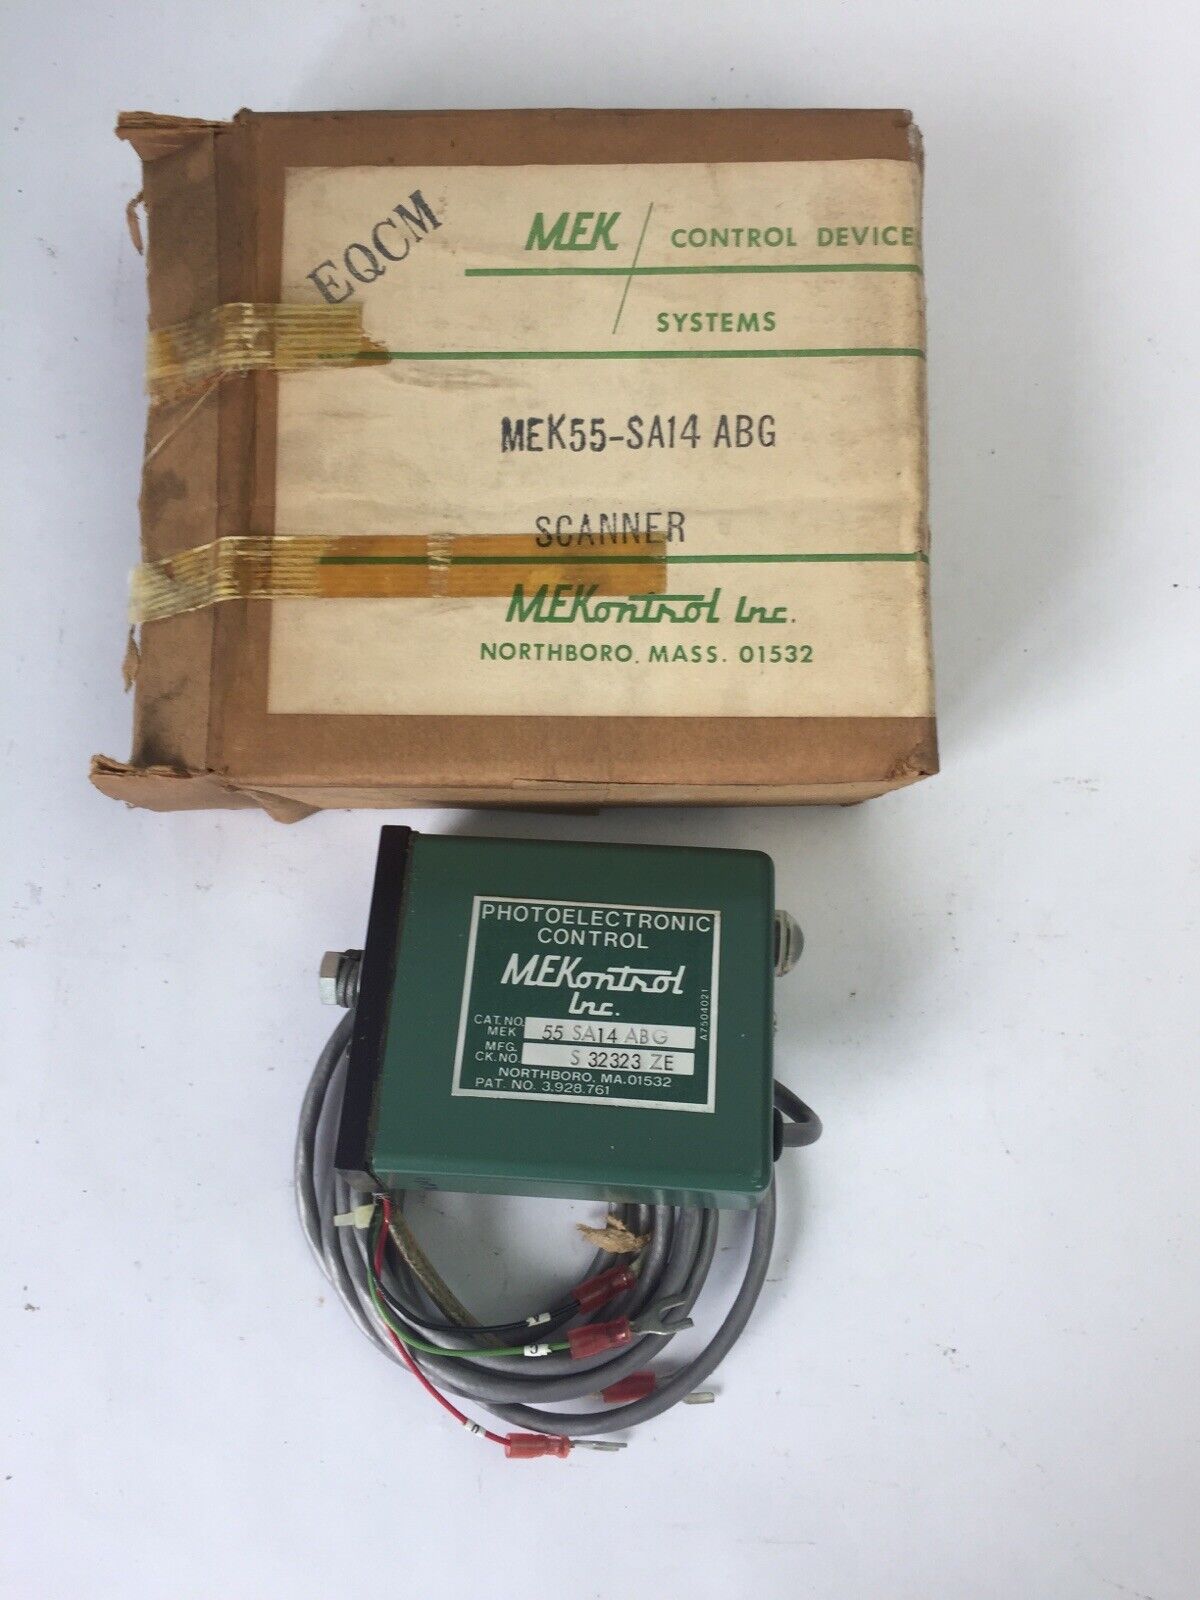 EQCM
MEK / CONTROL DEVICE
SYSTEMS
MEK55-SA14 ABG
SCANNER
MEKontrol Inc.
NORTHBORO, MASS. 01532
PHOTOELECTRONIC
CONTROL
MEKontrol
Inc.
CAT. NO.
MEK 55 SA14 ABG
MFG.
CK. NO. S 32323 ZE
NORTHBORO, MA. 01532
PAT. NO. 3,928,761
A7504021